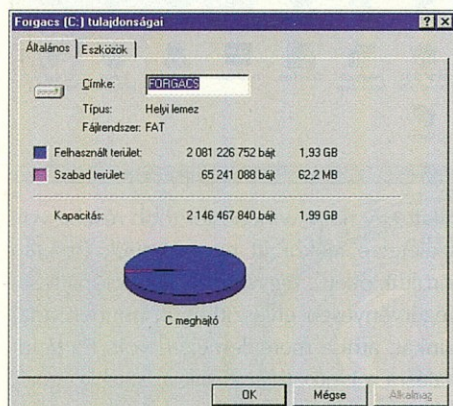 Forgacs (C:) tulajdonságai
Általános Eszközök
Címke: FORGACS
Típus: Helyi lemez
Fájlrendszer: FAT
Felhasznált terület: 2 081 226 752 bájt 1,93 GB
Szabad terület: 65 241 088 bájt 62,2 MB
Kapacitás: 2 146 467 840 bájt 1,99 GB
C meghajtó
OK Mégse Alkalmaz